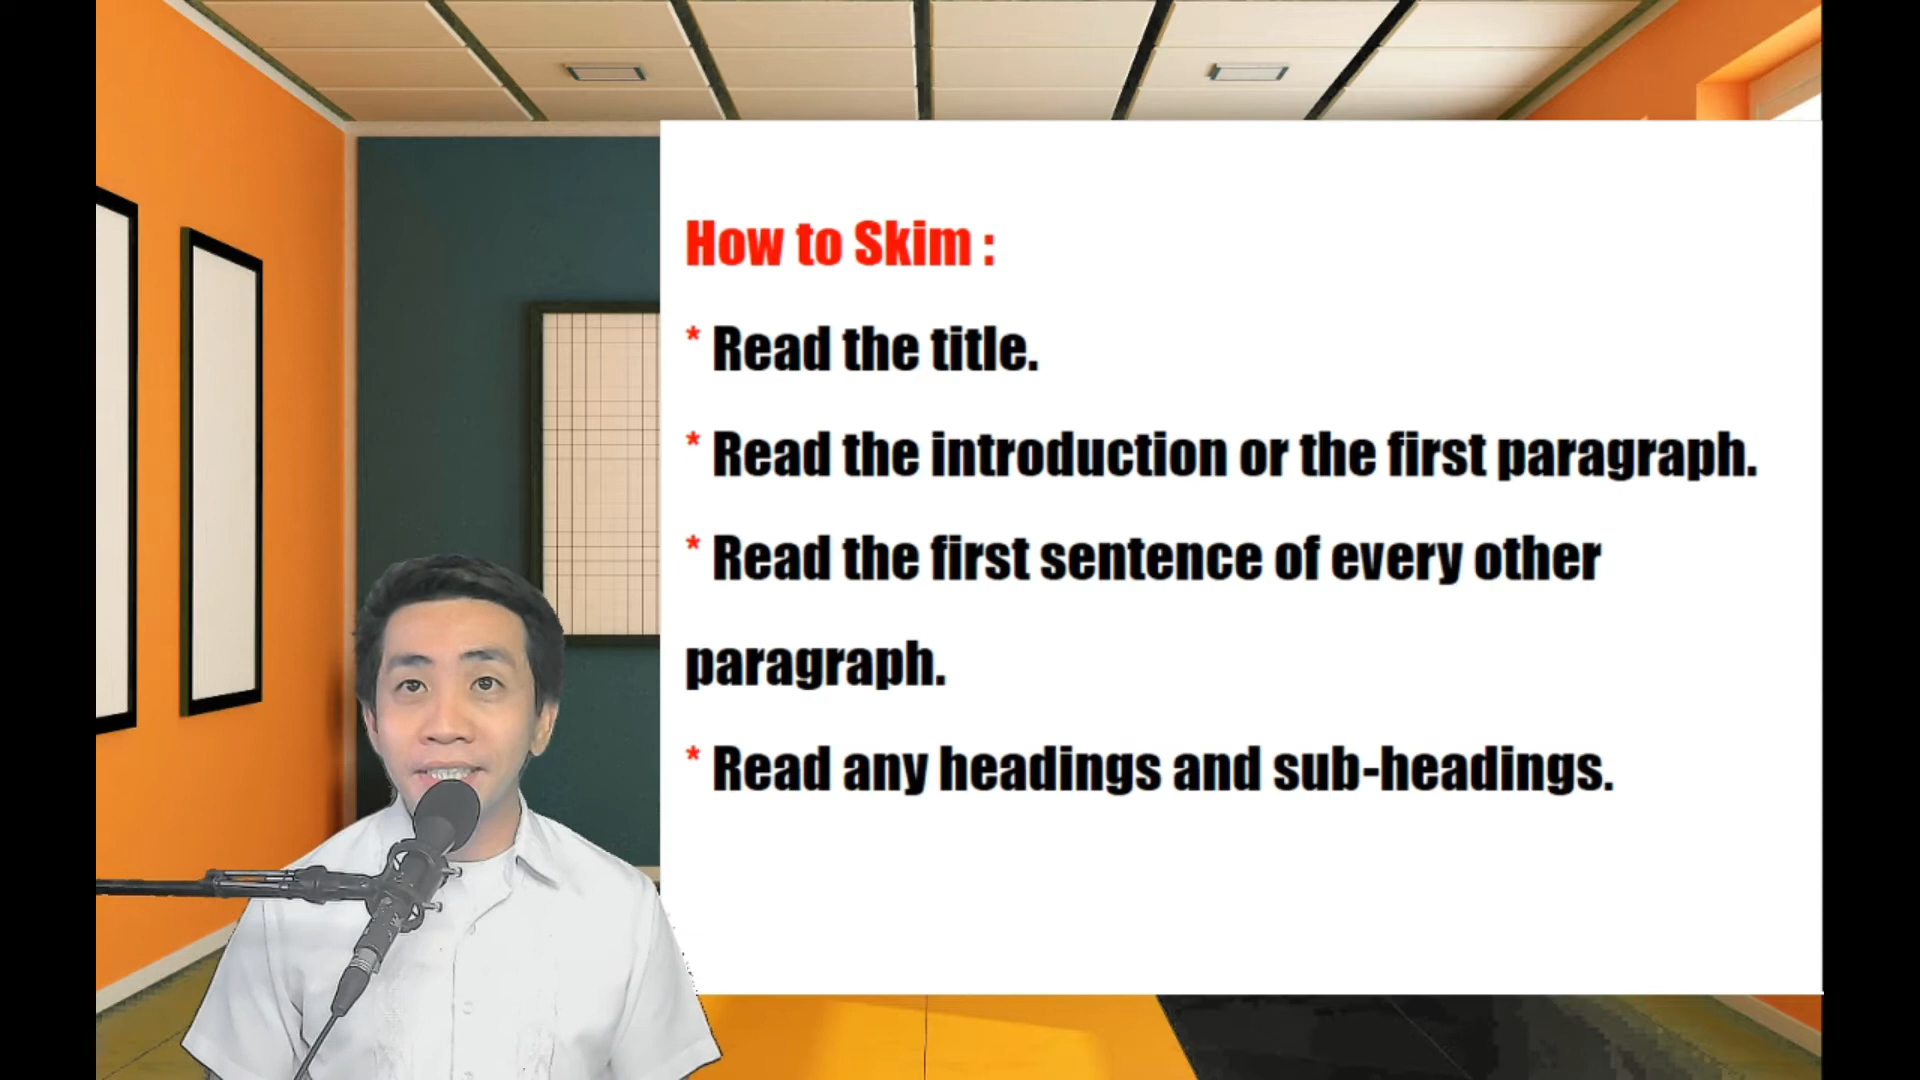 How to Skim :
* Read the title.
* Read the introduction or the first paragraph.
* Read the first sentence of every other
paragraph.
* Read any headings and sub-headings.